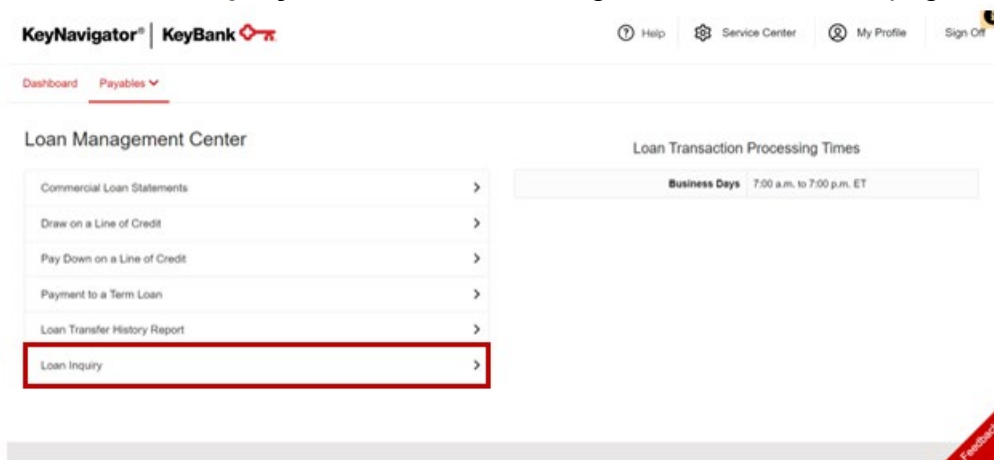 KeyNavigator® | KeyBank
Help
Service Center
My Profile
Sign Off
Dashboard
Payables
Loan Management Center
Commercial Loan Statements
Draw on a Line of Credit
Pay Down on a Line of Credit
Payment to a Term Loan
Loan Transfer History Report
Loan Inquiry
Loan Transaction Processing Times
Business Days 7:00 a.m. to 7:00 p.m. ET
Feedback